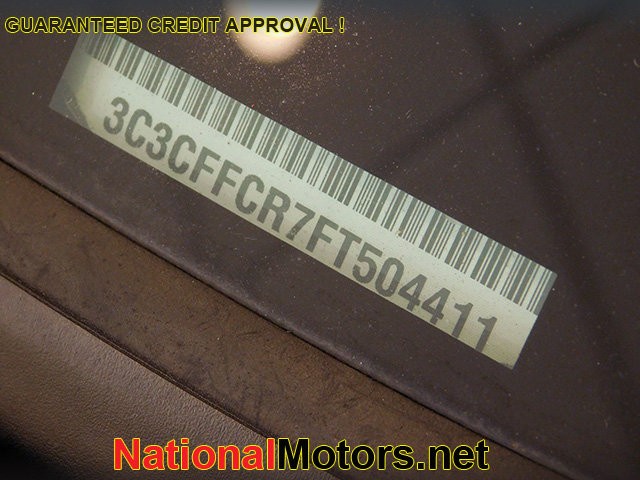 GUARANTEED CREDIT APPROVAL !
3C3CFFCR7FT504411
NationalMotors.net